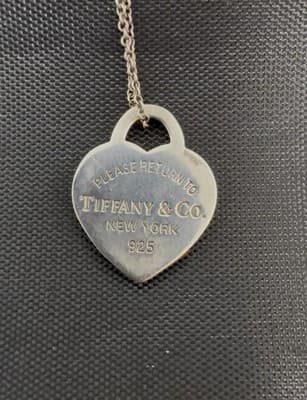 PLEASE RETURN TO
TIFFANY & CO.
NEW YORK
925